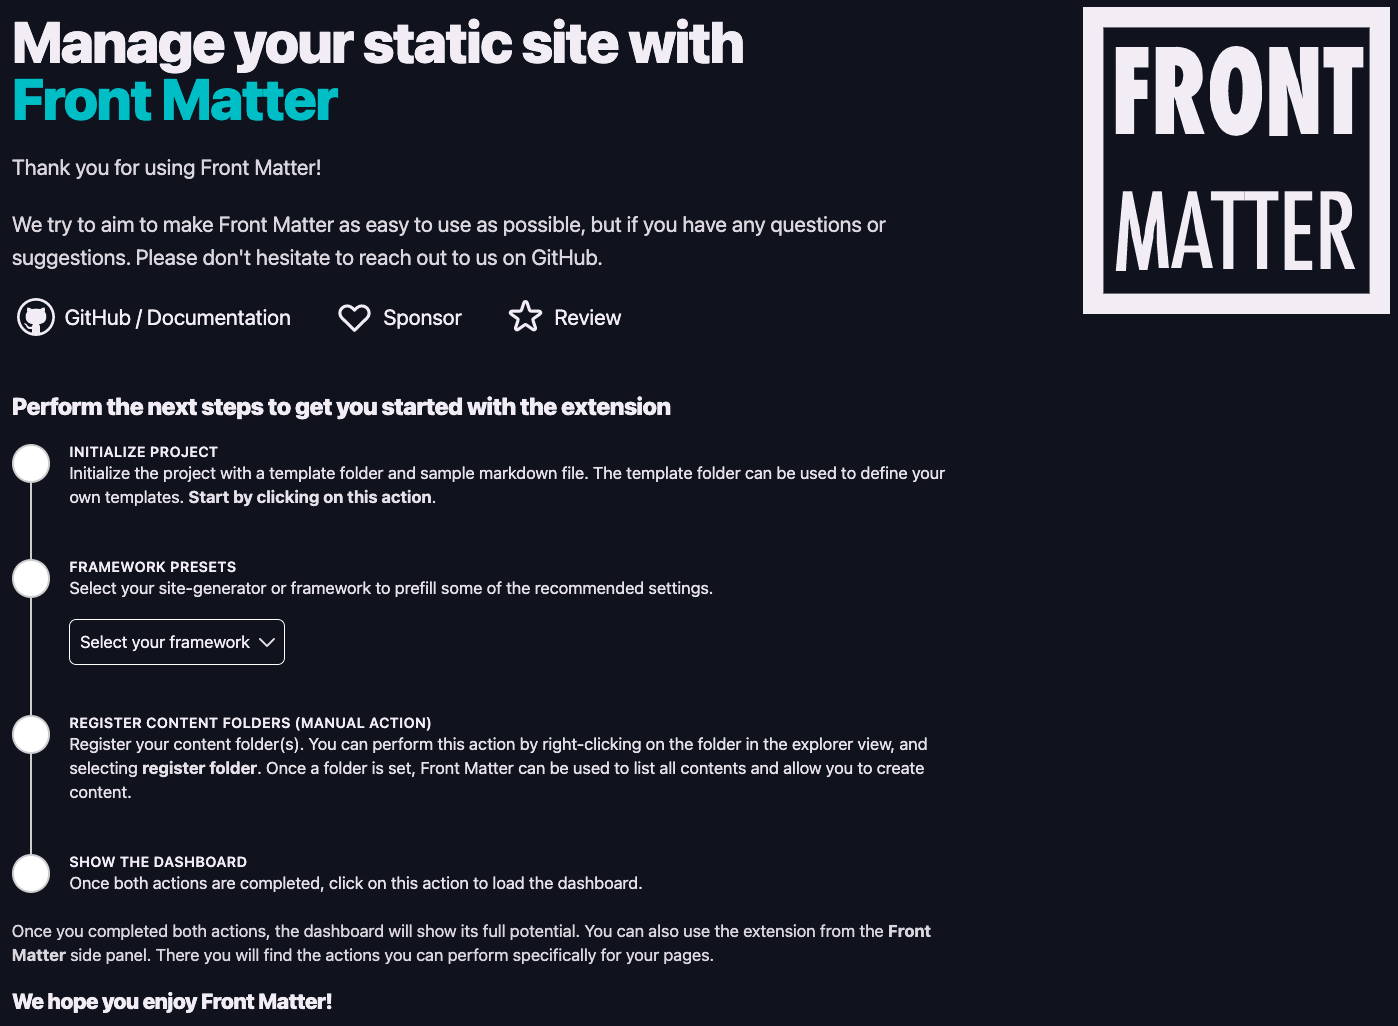 Manage your static site with
Front Matter
FRONT
MATTER
Thank you for using Front Matter!
We try to aim to make Front Matter as easy to use as possible, but if you have any questions or
suggestions. Please don't hesitate to reach out to us on GitHub.
GitHub / Documentation
Sponsor
Review
Perform the next steps to get you started with the extension
INITIALIZE PROJECT
Initialize the project with a template folder and sample markdown file. The template folder can be used to define your
own templates. Start by clicking on this action.
FRAMEWORK PRESETS
Select your site-generator or framework to prefill some of the recommended settings.
Select your framework
REGISTER CONTENT FOLDERS (MANUAL ACTION)
Register your content folder(s). You can perform this action by right-clicking on the folder in the explorer view, and
selecting register folder. Once a folder is set, Front Matter can be used to list all contents and allow you to create
content.
SHOW THE DASHBOARD
Once both actions are completed, click on this action to load the dashboard.
Once you completed both actions, the dashboard will show its full potential. You can also use the extension from the Front
Matter side panel. There you will find the actions you can perform specifically for your pages.
We hope you enjoy Front Matter!